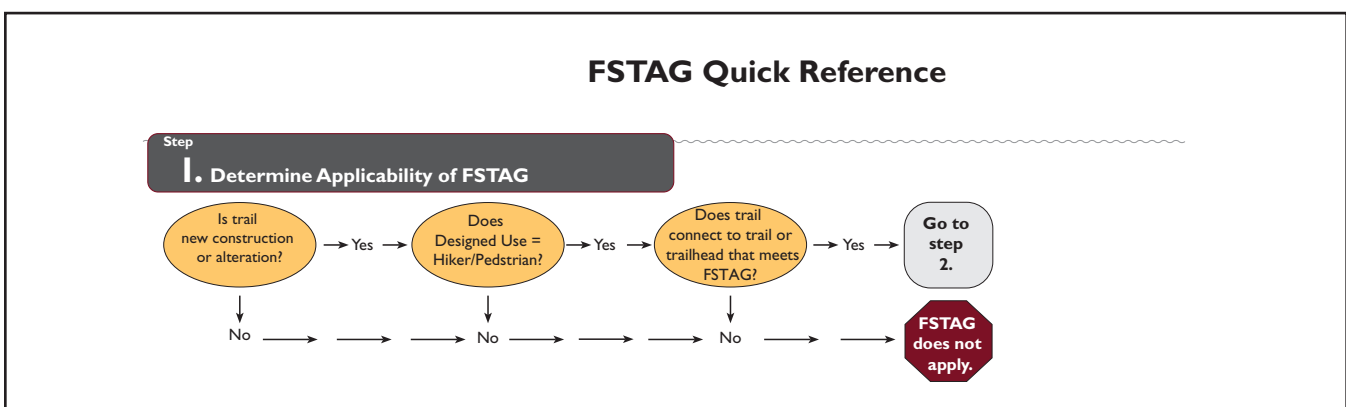 FSTAG Quick Reference
Step
1. Determine Applicability of FSTAG
Is trail
new construction
or alteration?
Yes
Does
Designed Use =
Hiker/Pedstrian?
Yes
Does trail
connect to trail or
trailhead that meets
FSTAG?
Yes
Go to
step
2.
No
No
No
FSTAG
does not
apply.